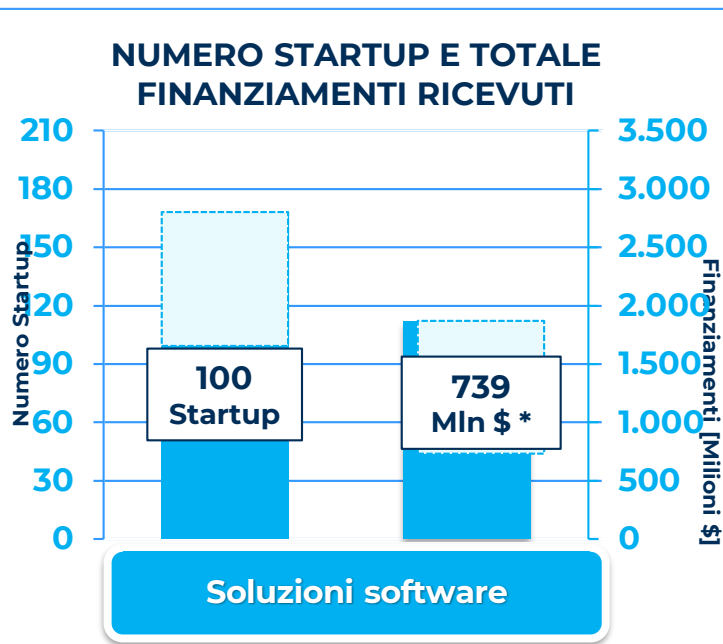 NUMERO STARTUP E TOTALE
FINANZIAMENTI RICEVUTI
210
180
150
120
90
60
30
0
Numero Startup
3.500
3.000
2.500
2.000
1.500
1.000
500
0
Finanziamenti [Milioni $]
100
Startup
739
Mln $ *
Soluzioni software